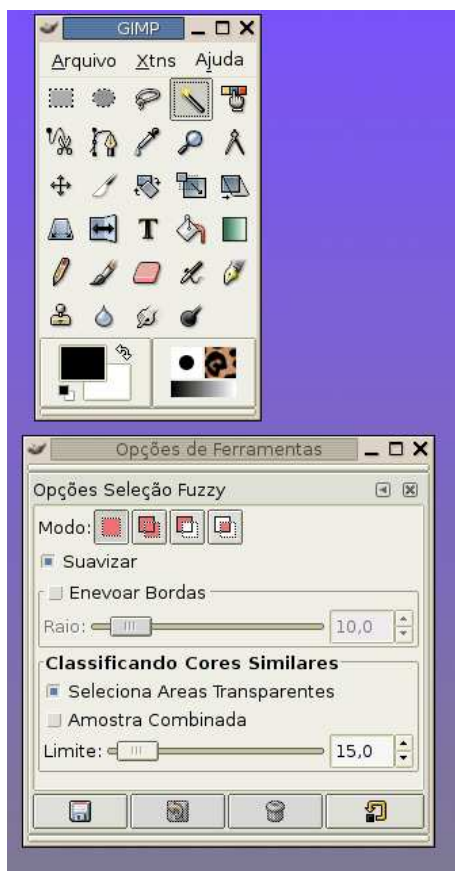 GIMP
Arquivo Xtns Ajuda
Opções de Ferramentas
Opções Seleção Fuzzy
Modo:
Suavizar
Enevoar Bordas
Raio: 10,0
Classificando Cores Similares
Seleciona Areas Transparentes
Amostra Combinada
Limite: 15,0